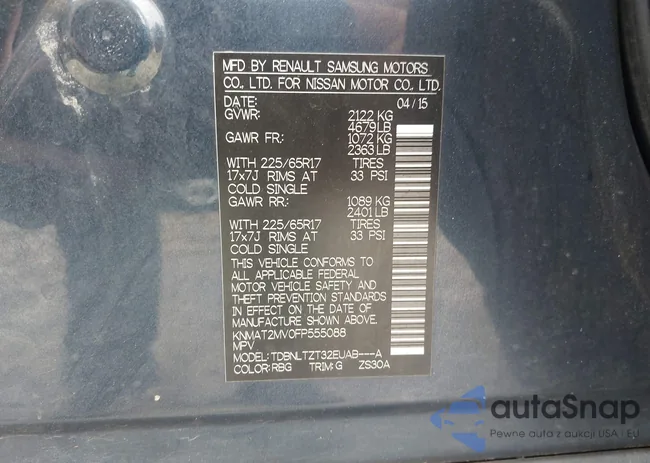 MFD BY RENAULT SAMSUNG MOTORS
CO., LTD. FOR NISSAN MOTOR CO., LTD.
DATE: 04/15
GVWR: 2122 KG
4679 LB
GAWR FR: 1072 KG
2363 LB
WITH 225/65R17 TIRES
17x7J RIMS AT 33 PSI
COLD SINGLE
GAWR RR: 1089 KG
2401 LB
WITH 225/65R17 TIRES
17x7J RIMS AT 33 PSI
COLD SINGLE
THIS VEHICLE CONFORMS TO
ALL APPLICABLE FEDERAL
MOTOR VEHICLE SAFETY AND
THEFT PREVENTION STANDARDS
IN EFFECT ON THE DATE OF
MANUFACTURE SHOWN ABOVE.
KNMAT2MV0FP555088
MPV
MODEL: TDBNLTZT32EUAB---A
COLOR: RBG TRIM: G ZS30A
autaSnap
Pewne auto z aukcji USA - EU